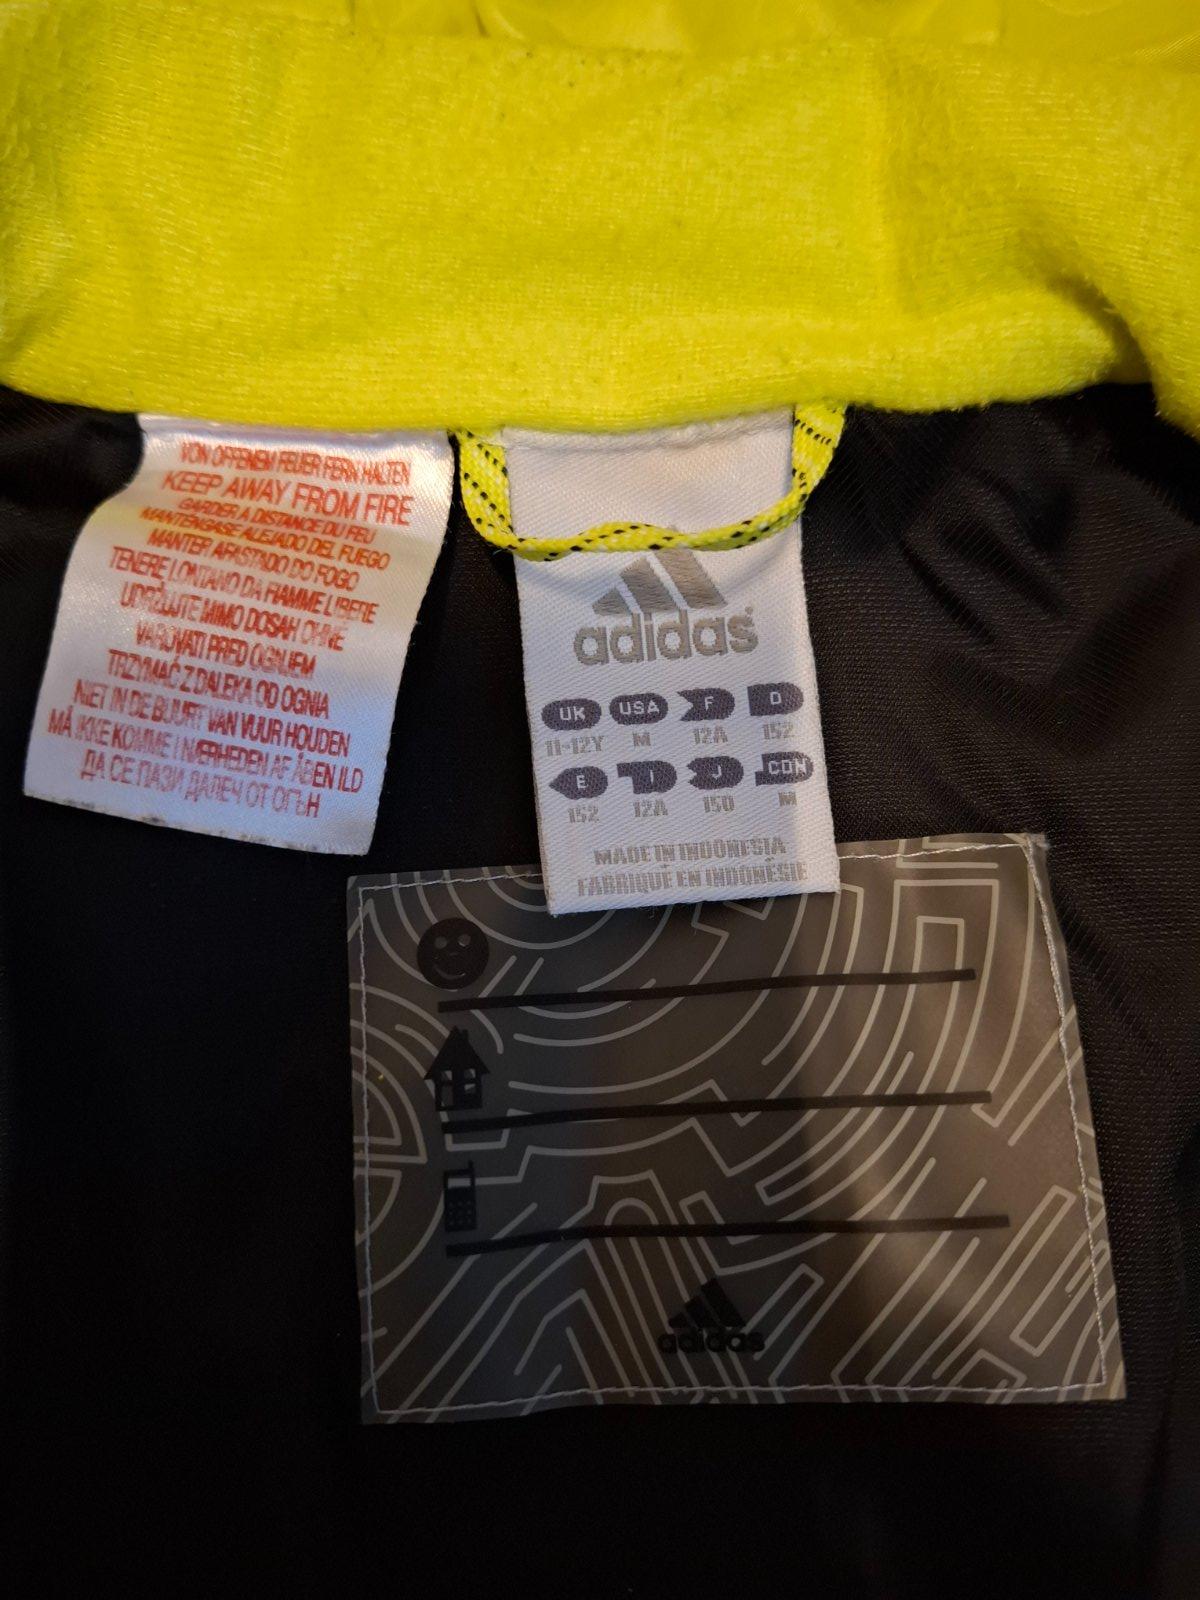 VON OFFENEM FEUER FERN HALTEN
KEEP AWAY FROM FIRE
GARDER A DISTANCE DU FEU
MANTENGASE ALEJADO DEL FUEGO
MANTER AFASTADO DO FOGO
TENERE LONTANO DA FIAMME LIBERE
UDRŽUJTE MIMO DOSAH OHNĚ
VAROVATI PRED OGNJEM
TRZYMAĆ Z DALEKA OD OGNIA
NIET IN DE BUURT VAN VUUR HOUDEN
MÅ IKKE KOMME I NÆRHEDEN AF ÅBEN ILD
ДА СЕ ПАЗИ ДАЛЕЧ ОТ ОГЪН
adidas
UK USA F D
11-12Y M 12A 152
E I J CDN
152 12A 150 M
MADE IN INDONESIA
FABRIQUÉ EN INDONÉSIE
adidas